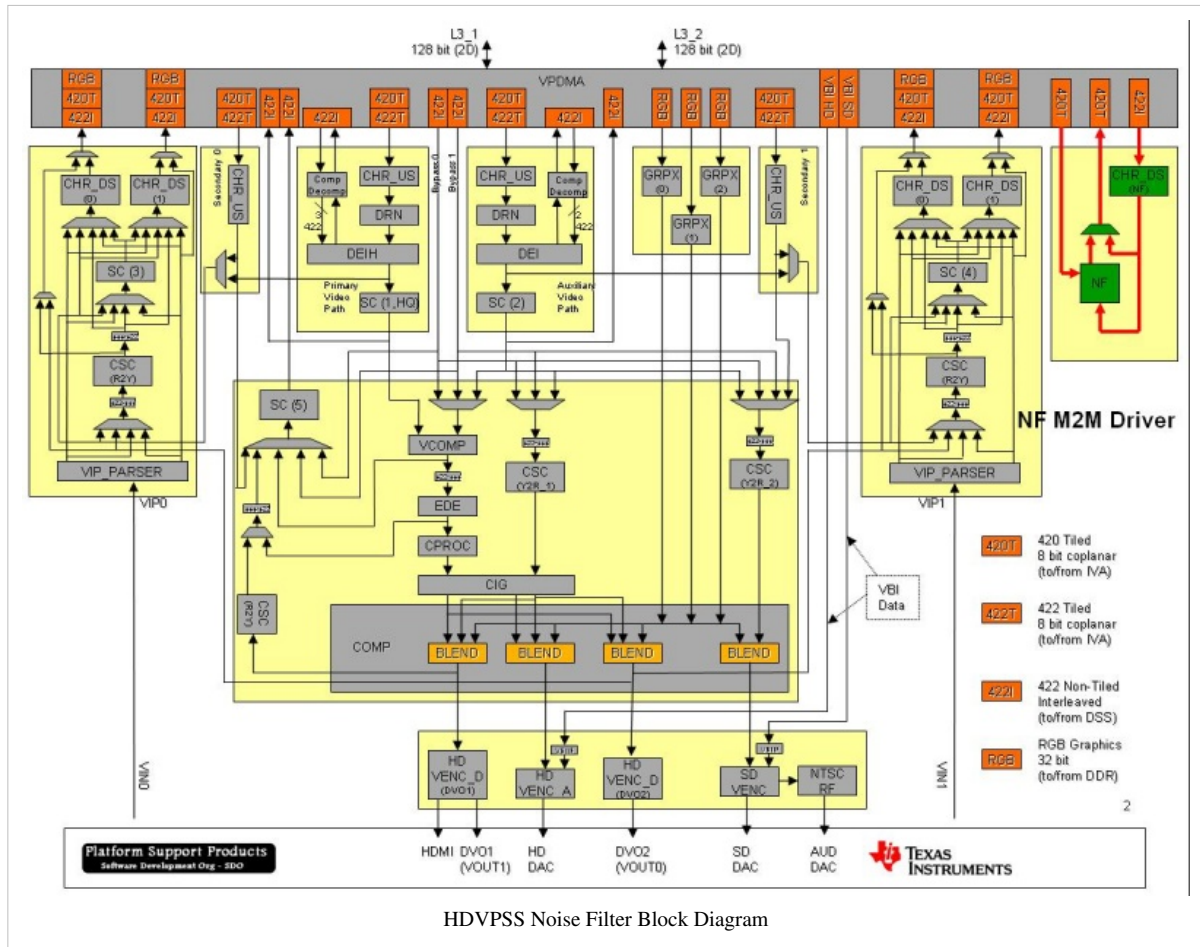 L3_1
128 bit (2D)
L3_2
128 bit (2D)
VPDMA
RGB
420T
422I
RGB
420T
422I
420T
422T
422I
422I
422I
420T
422T
422I
422I
420T
422T
422I
422I
RGB
RGB
RGB
420T
422T
VBI HD
VBI SD
RGB
420T
422I
RGB
420T
422I
420T
420T
422I
CHR_DS
(0)
CHR_DS
(1)
SC (3)
CSC
(R2Y)
VIP_PARSER
VIP0
Secondary 0
CHR_US
Comp
Decomp
3
422
CHR_US
DRN
DEIH
Primary
Video
Path
SC (1,HQ)
Bypass0
Bypass 1
CHR_US
DRN
Comp
Decomp
2
422
DEI
SC (2)
Auxiliary
Video
Path
GRPX
(0)
GRPX
(1)
GRPX
(2)
CHR_US
Secondary 1
CHR_DS
(0)
CHR_DS
(1)
SC (4)
CSC
(R2Y)
VIP_PARSER
VIP1
CHR_DS
(NF)
NF
NF M2M Driver
SC (5)
VCOMP
EDE
CPROC
CIG
CSC
(Y2R_1)
CSC
(Y2R_2)
CSC
(R2Y)
COMP
BLEND
BLEND
BLEND
BLEND
VBI
Data
420T
420 Tiled
8 bit coplanar
(to/from IVA)
422T
422 Tiled
8 bit coplanar
(to/from IVA)
422I
422 Non-Tiled
Interleaved
(to/from DSS)
RGB
RGB Graphics
32 bit
(to/from DDR)
2
HD
VENC_D
(DVO1)
HD
VENC_A
HD
VENC_D
(DVO2)
SD
VENC
NTSC
RF
VIN0
VIN1
HDMI
DVO1
(VOUT1)
HD
DAC
DVO2
(VOUT0)
SD
DAC
AUD
DAC
Platform Support Products
Software Development Org - SDO
TEXAS
INSTRUMENTS
HDVPSS Noise Filter Block Diagram